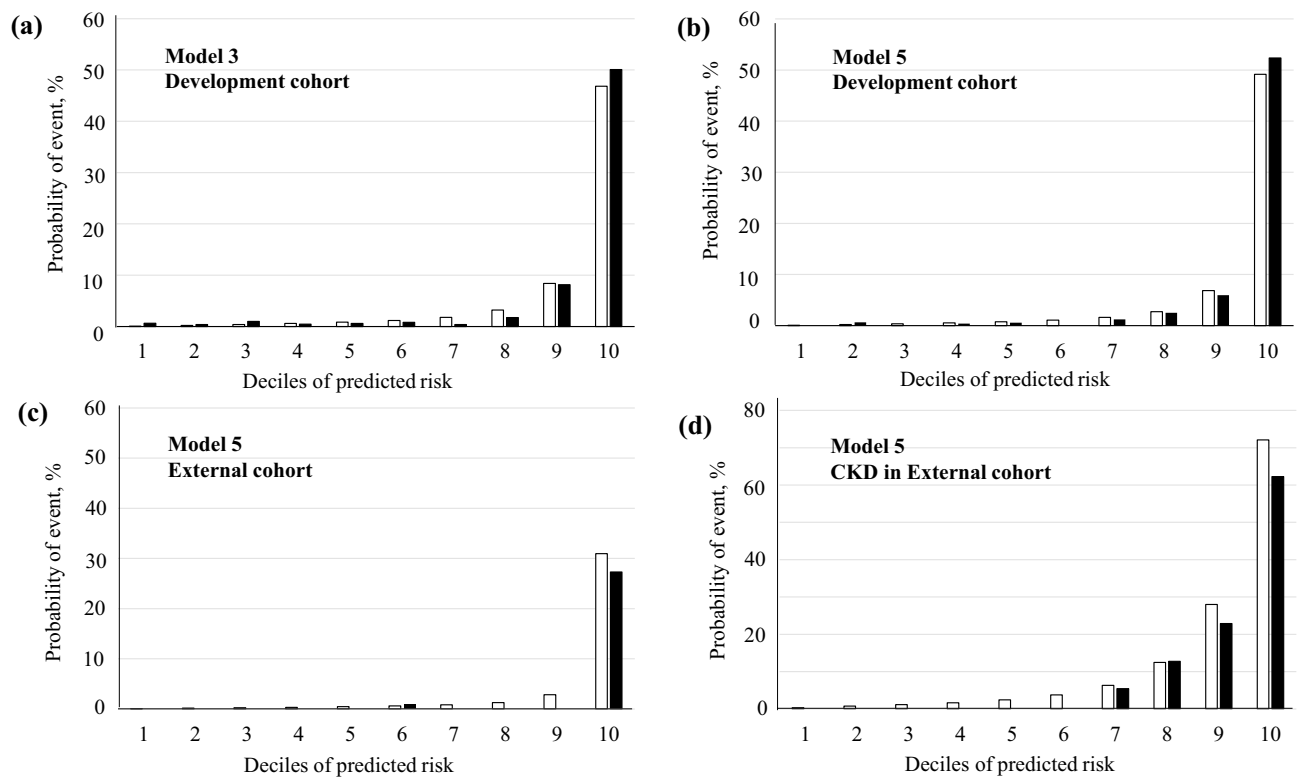 (a)
Model 3
Development cohort
Probability of event, %
60
50
40
30
20
10
0
1 2 3 4 5 6 7 8 9 10
Deciles of predicted risk
(b)
Model 5
Development cohort
Probability of event, %
60
50
40
30
20
10
0
1 2 3 4 5 6 7 8 9 10
Deciles of predicted risk
(c)
Model 5
External cohort
Probability of event, %
60
50
40
30
20
10
0
1 2 3 4 5 6 7 8 9 10
Deciles of predicted risk
(d)
Model 5
CKD in External cohort
Probability of event, %
80
60
40
20
0
1 2 3 4 5 6 7 8 9 10
Deciles of predicted risk